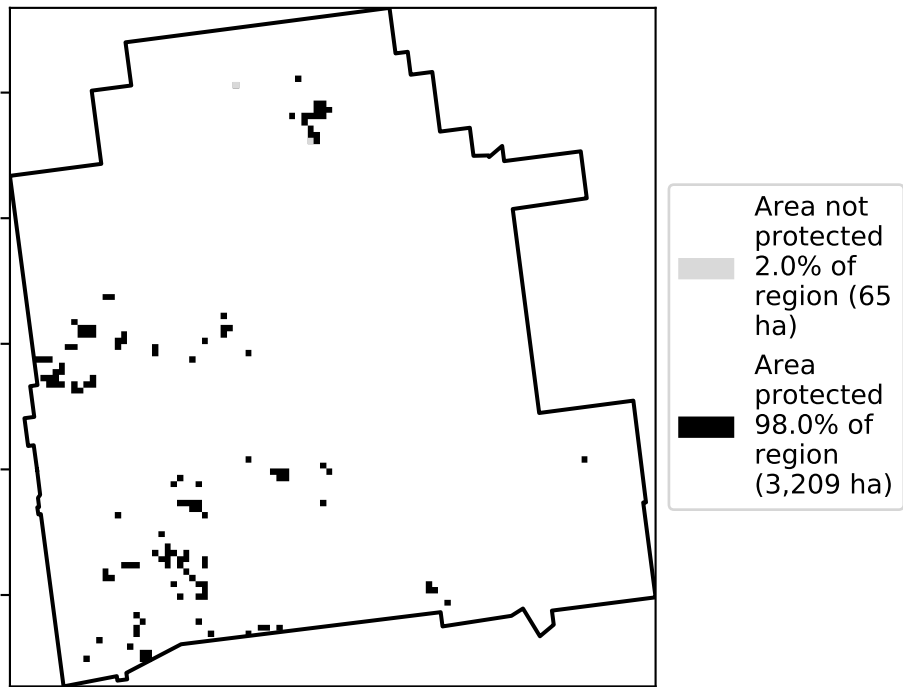 Area not
protected
2.0% of
region (65
ha)
Area
protected
98.0% of
region
(3,209 ha)